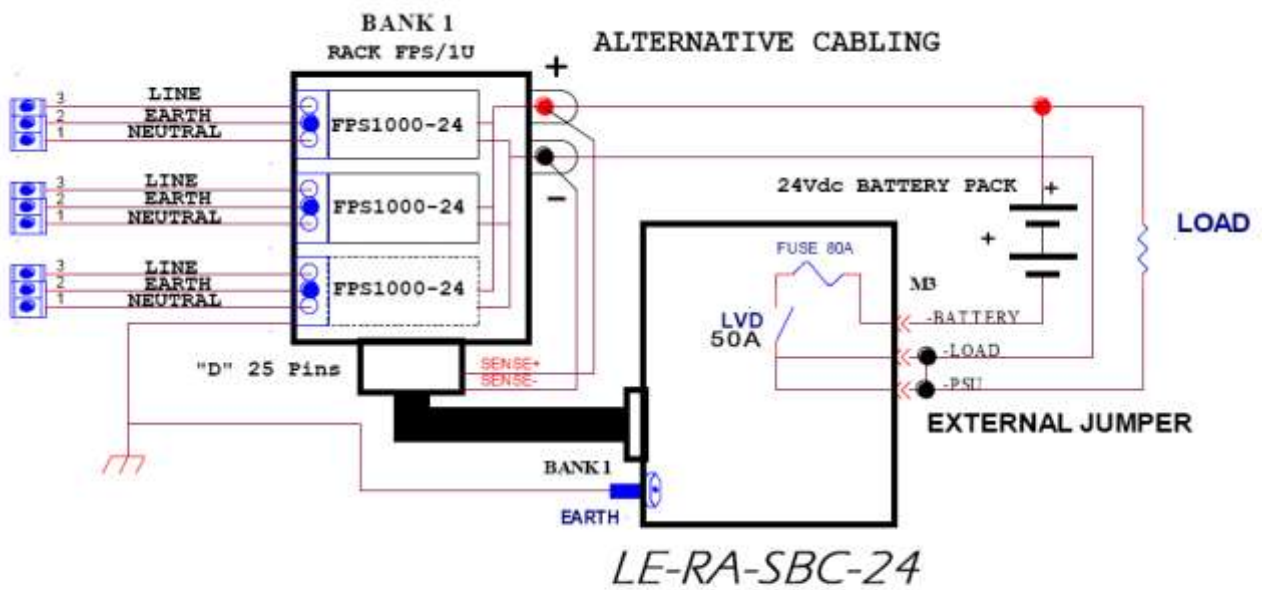 BANK 1
RACK FPS/1U
ALTERNATIVE CABLING
+
3 LINE
2 EARTH
1 NEUTRAL
FPS1000-24
3 LINE
2 EARTH
1 NEUTRAL
FPS1000-24
-
24Vdc BATTERY PACK +
+
LOAD
3 LINE
2 EARTH
1 NEUTRAL
FPS1000-24
FUSE 80A
M3
LVD
50A
-BATTERY
-LOAD
-PSU
"D" 25 Pins
SENSE+
SENSE-
EXTERNAL JUMPER
BANK 1
EARTH
LE-RA-SBC-24